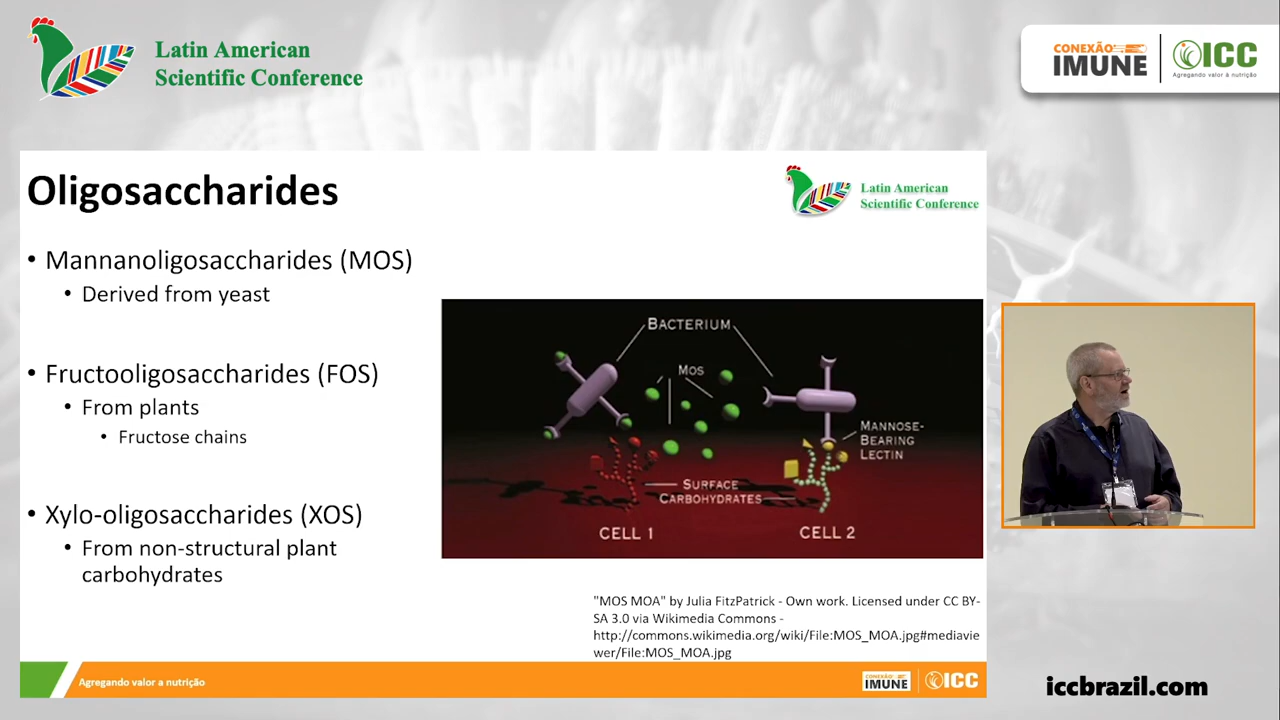 Latin American
Scientific Conference
CONEXÃO
IMUNE
ICC
Agregando valor à nutrição
Oligosaccharides
Latin American
Scientific Conference
• Mannanoligosaccharides (MOS)
• Derived from yeast
• Fructooligosaccharides (FOS)
• From plants
• Fructose chains
• Xylo-oligosaccharides (XOS)
• From non-structural plant
carbohydrates
BACTERIUM
MOS
MANNOSE-
BEARING
LECTIN
SURFACE
CARBOHYDRATES
CELL 1
CELL 2
"MOS MOA" by Julia FitzPatrick - Own work. Licensed under CC BY-
SA 3.0 via Wikimedia Commons -
http://commons.wikimedia.org/wiki/File:MOS_MOA.jpg#mediavie
wer/File:MOS_MOA.jpg
Agregando valor a nutrição
CONEXÃO
IMUNE
ICC
iccbrazil.com